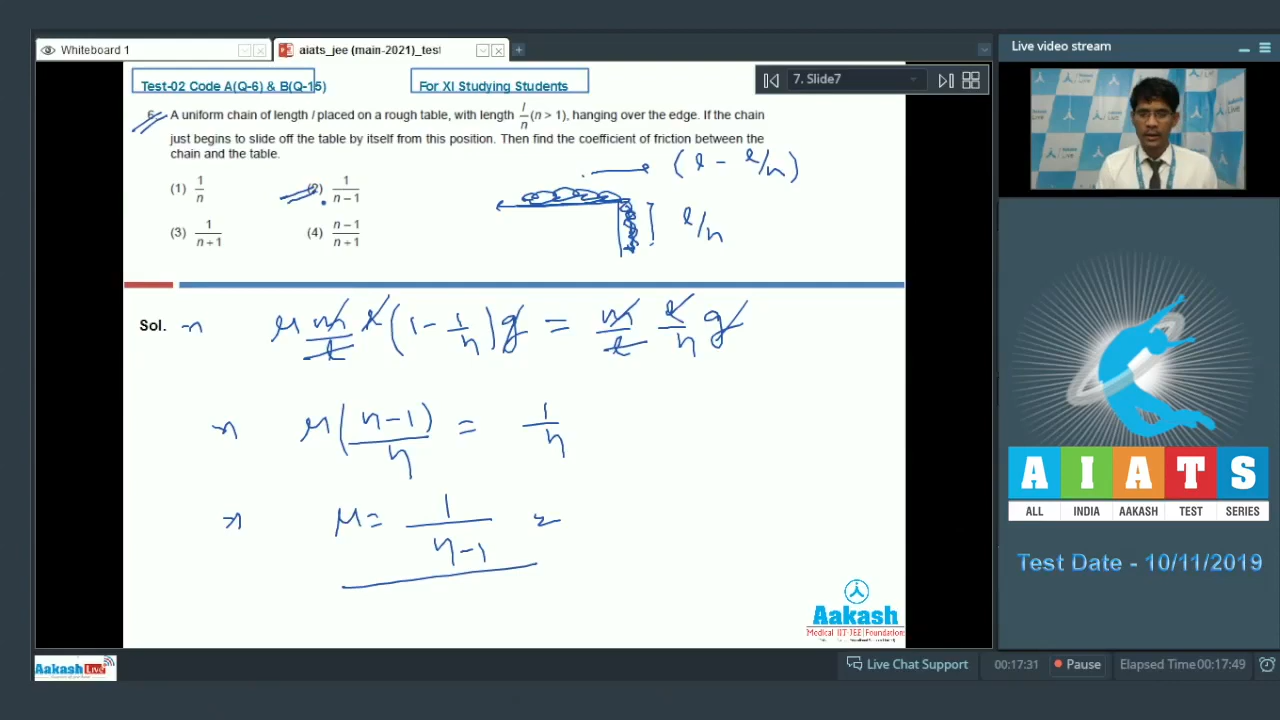 Whiteboard 1
aiats_jee (main-2021)_test
Live video stream
Test-02 Code A(Q-6) & B(Q-15)
For XI Studying Students
7. Slide7
6. A uniform chain of length l placed on a rough table, with length l/n (n > 1), hanging over the edge. If the chain
just begins to slide off the table by itself from this position. Then find the coefficient of friction between the
chain and the table.
(l - l/n)
(1) 1/n
(2) 1/(n – 1)
l/n
(3) 1/(n + 1)
(4) (n – 1)/(n + 1)
Sol.
μ m/l l (1 - 1/n) g = m/l l/n g
μ (n-1)/n = 1/n
μ = 1/(n-1)
AIATS
ALL INDIA AAKASH TEST SERIES
Test Date - 10/11/2019
Aakash
Medical IIT-JEE Foundations
Aakash Live
Live Chat Support
00:17:31
Pause
Elapsed Time 00:17:49